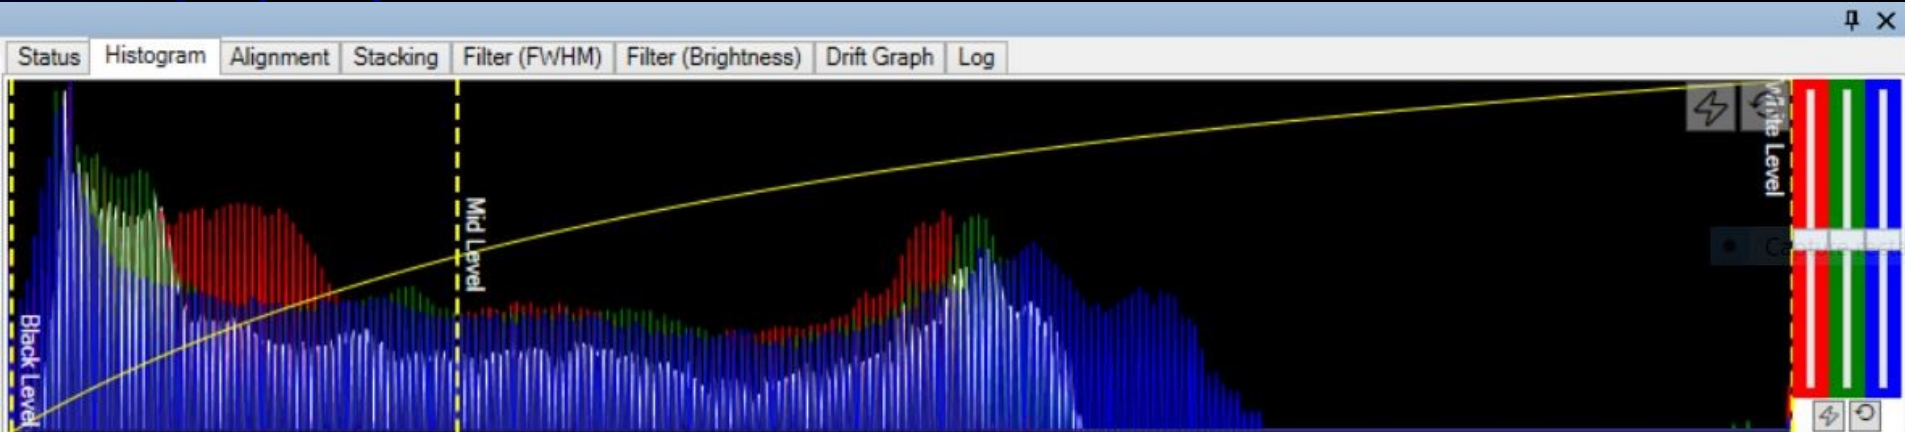 Status Histogram Alignment Stacking Filter (FWHM) Filter (Brightness) Drift Graph Log
Black Level
Mid Level
White Level